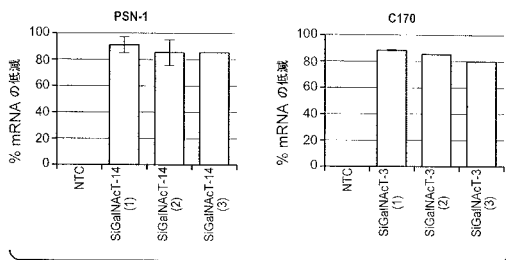 PSN-1
% mRNA の低減
100
80
60
40
20
0
NTC
SiGalNAcT-14
(1)
SiGalNAcT-14
(2)
SiGalNAcT-14
(3)
C170
% mRNA の低減
100
80
60
40
20
0
NTC
SiGalNAcT-3
(1)
SiGalNAcT-3
(2)
SiGalNAcT-3
(3)